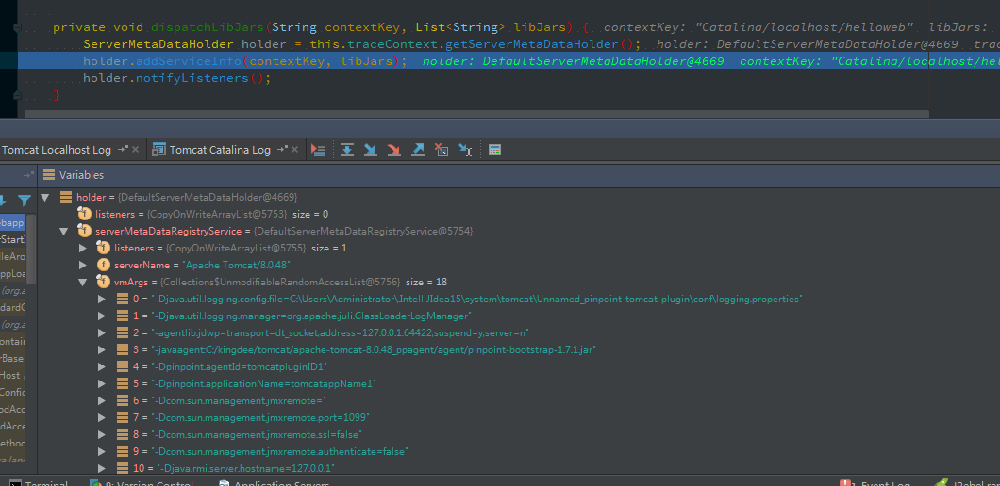 private void dispatchLibJars(String contextKey, List<String> libJars) {  contextKey: "Catalina/localhost/helloweb"  libJars:
ServerMetaDataHolder holder = this.traceContext.getServerMetaDataHolder();  holder: DefaultServerMetaDataHolder@4669  trac
holder.addServiceInfo(contextKey, libJars);  holder: DefaultServerMetaDataHolder@4669  contextKey: "Catalina/localhost/hel
holder.notifyListeners();
}
Tomcat Localhost Log  Tomcat Catalina Log
Variables
holder = {DefaultServerMetaDataHolder@4669}
listeners = {CopyOnWriteArrayList@5753}  size = 0
ebapp
serverMetaDataRegistryService = {DefaultServerMetaDataRegistryService@5754}
rStart
listeners = {CopyOnWriteArrayList@5755}  size = 1
lleAro
serverName = "Apache Tomcat/8.0.48"
ppLoa
vmArgs = {Collections$UnmodifiableRandomAccessList@5756}  size = 18
(org.a
0 = "-Djava.util.logging.config.file=C:\Users\Administrator\.IntelliJIdea15\system\tomcat\Unnamed_pinpoint-tomcat-plugin\conf\logging.properties"
dardC
1 = "-Djava.util.logging.manager=org.apache.juli.ClassLoaderLogManager"
(org.a
2 = "-agentlib:jdwp=transport=dt_socket,address=127.0.0.1:64422,suspend=y,server=n"
ontain
3 = "-javaagent:C:/kingdee/tomcat/apache-tomcat-8.0.48_ppagent/agent/pinpoint-bootstrap-1.7.1.jar"
rBase
4 = "-Dpinpoint.agentId=tomcatpluginID1"
Host
5 = "-Dpinpoint.applicationName=tomcatappName1"
Config
6 = "-Dcom.sun.management.jmxremote="
odAcc
7 = "-Dcom.sun.management.jmxremote.port=1099"
odAcce
8 = "-Dcom.sun.management.jmxremote.ssl=false"
ethod
9 = "-Dcom.sun.management.jmxremote.authenticate=false"
10 = "-Djava.rmi.server.hostname=127.0.0.1"
Terminal  9: Version Control  Application Servers  Event Log  JRebel